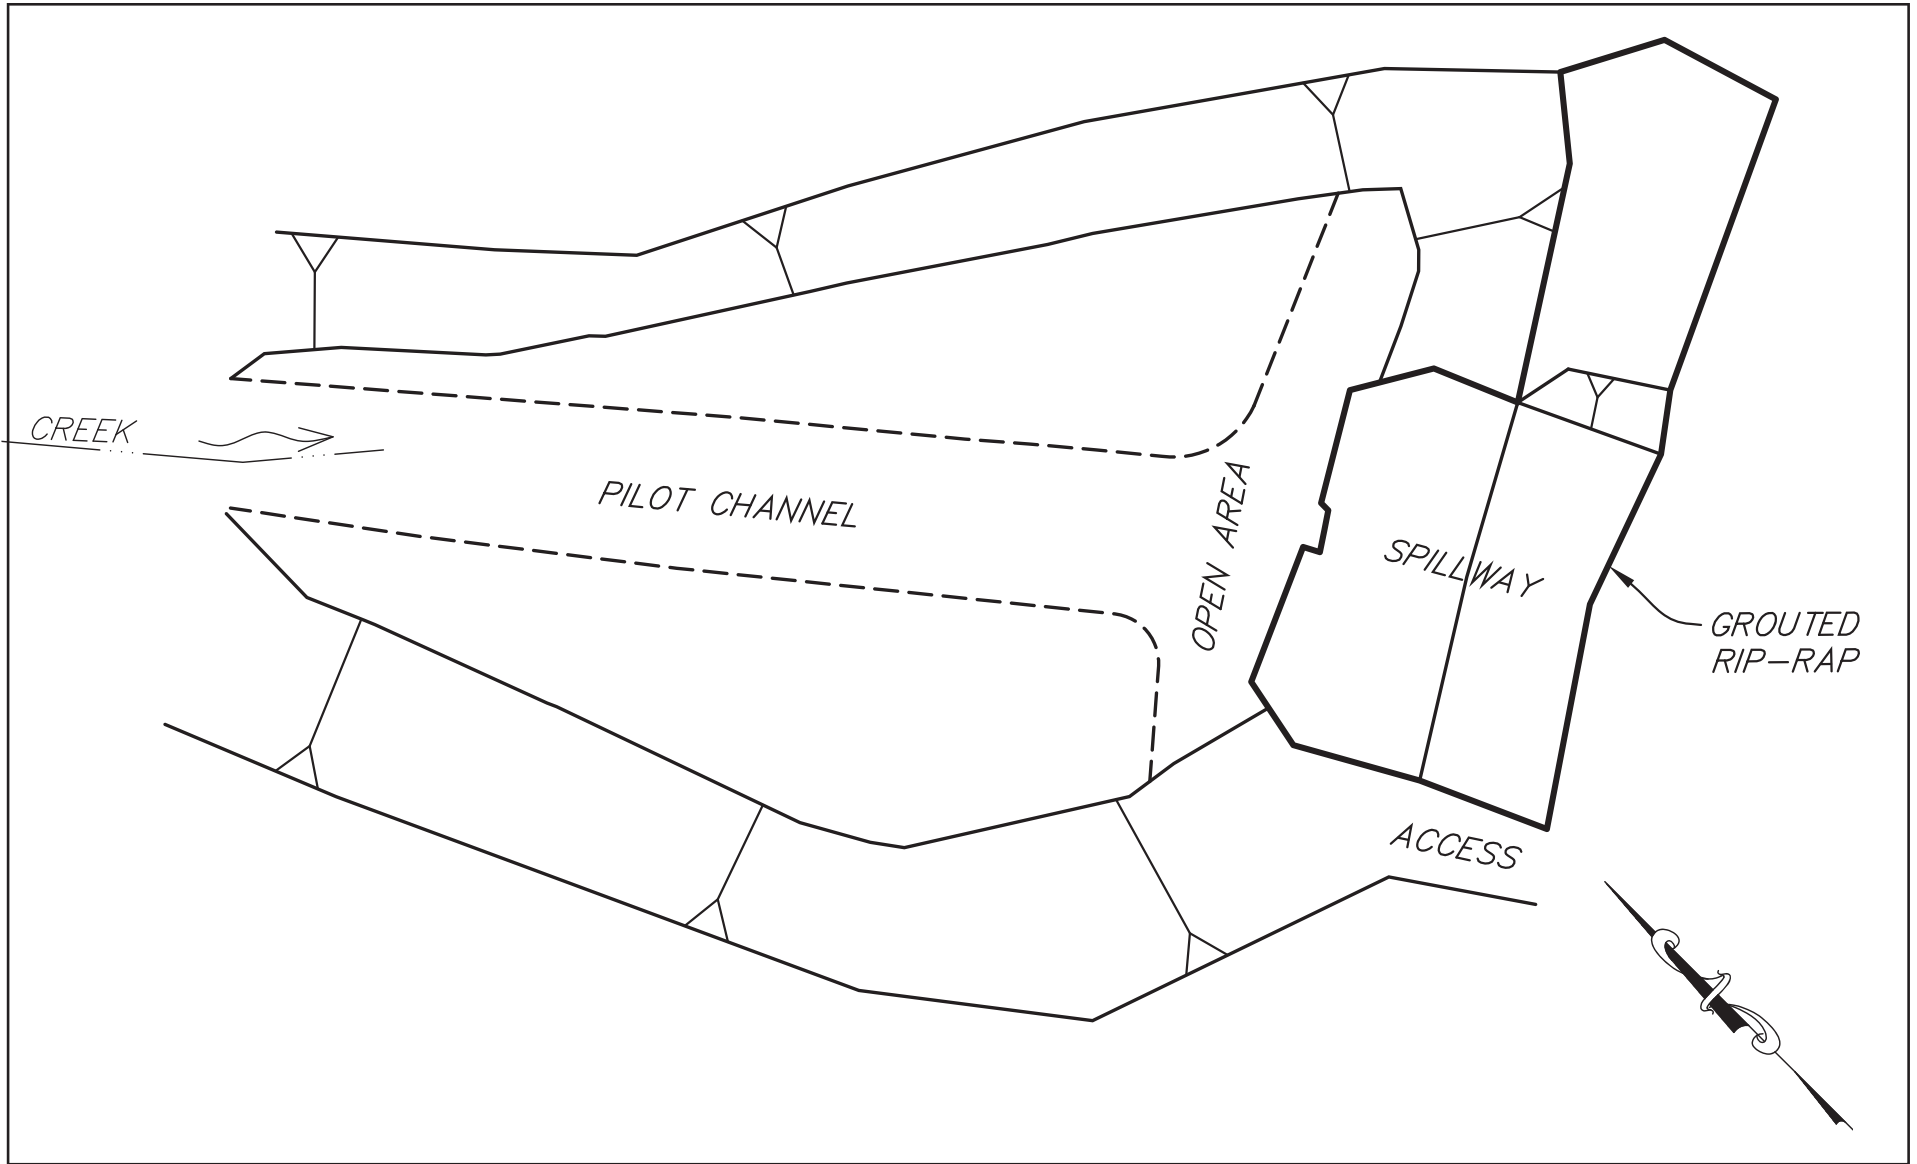 CREEK
PILOT CHANNEL
OPEN AREA
SPILLWAY
GROUTED
RIP-RAP
ACCESS